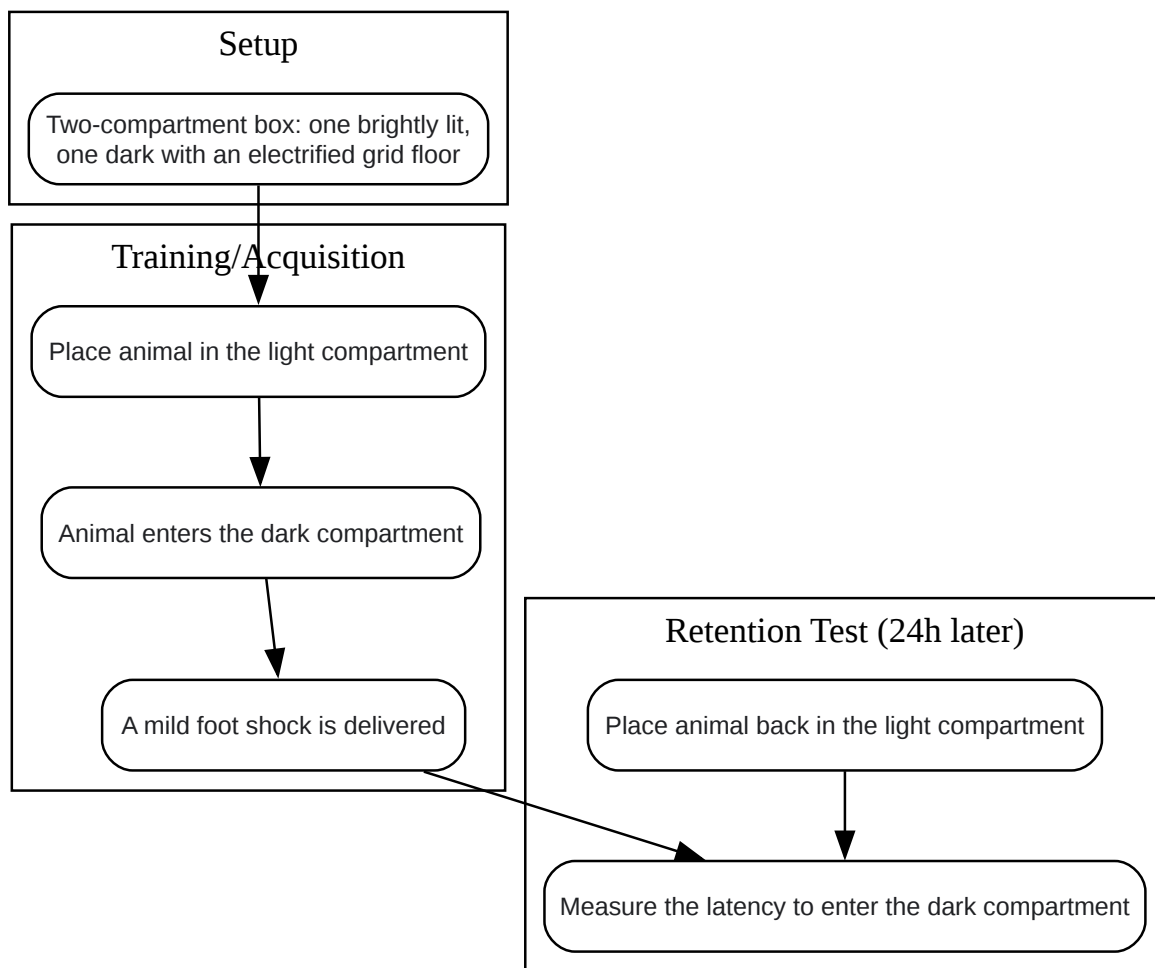 Setup
Two-compartment box: one brightly lit,
one dark with an electrified grid floor
Training/Acquisition
Place animal in the light compartment
Animal enters the dark compartment
A mild foot shock is delivered
Retention Test (24h later)
Place animal back in the light compartment
Measure the latency to enter the dark compartment